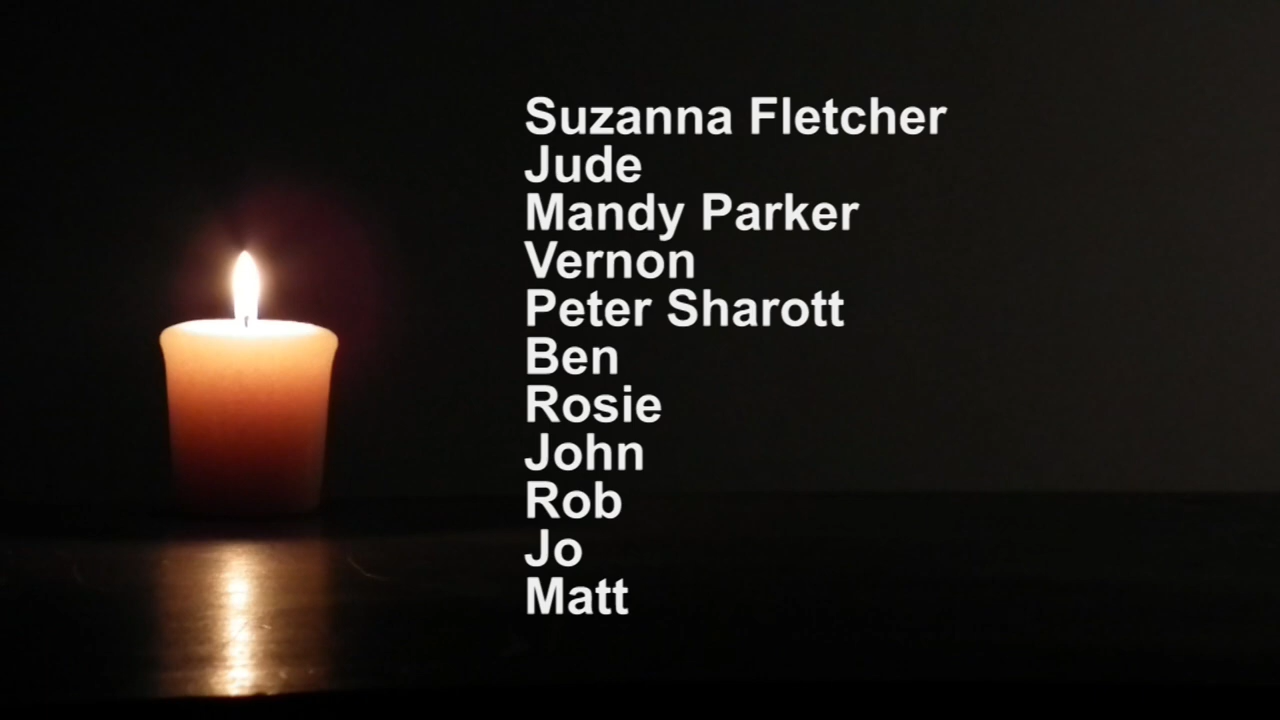 Suzanna Fletcher
Jude
Mandy Parker
Vernon
Peter Sharott
Ben
Rosie
John
Rob
Jo
Matt